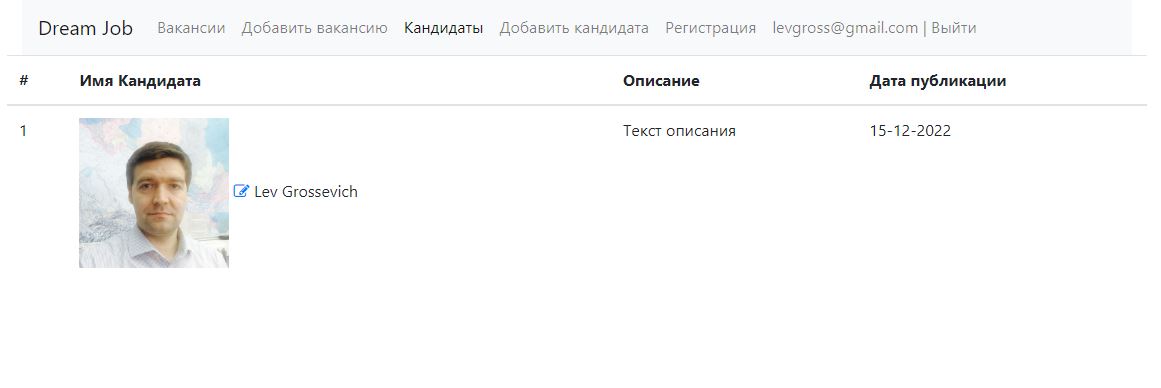 Dream Job Вакансии Добавить вакансию Кандидаты Добавить кандидата Регистрация levgross@gmail.com | Выйти
# Имя Кандидата Описание Дата публикации
1 Текст описания 15-12-2022
Lev Grossevich